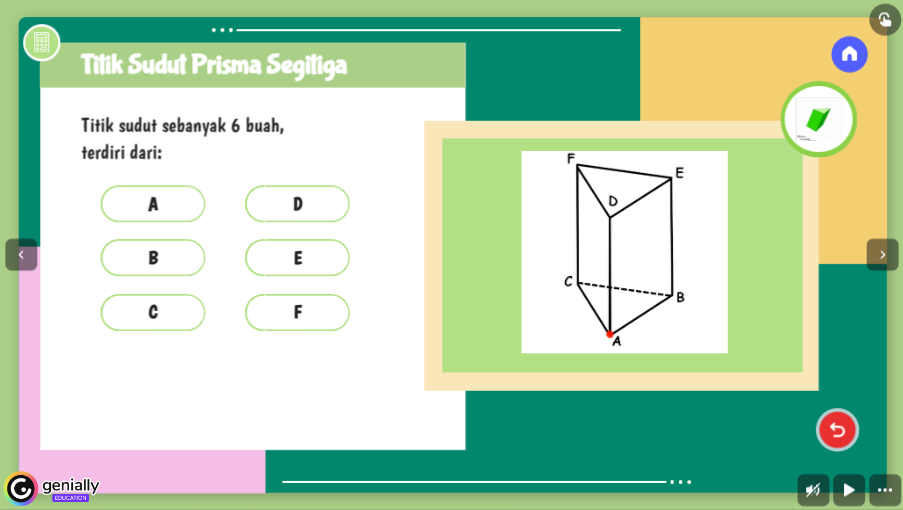 Titik Sudut Prisma Segitiga
Titik sudut sebanyak 6 buah,
terdiri dari:
A D
B E
C F
F
E
D
C
B
A
genially
EDUCATION